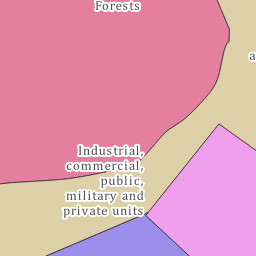 Forests
a
Industrial,
commercial,
public,
military and
private units